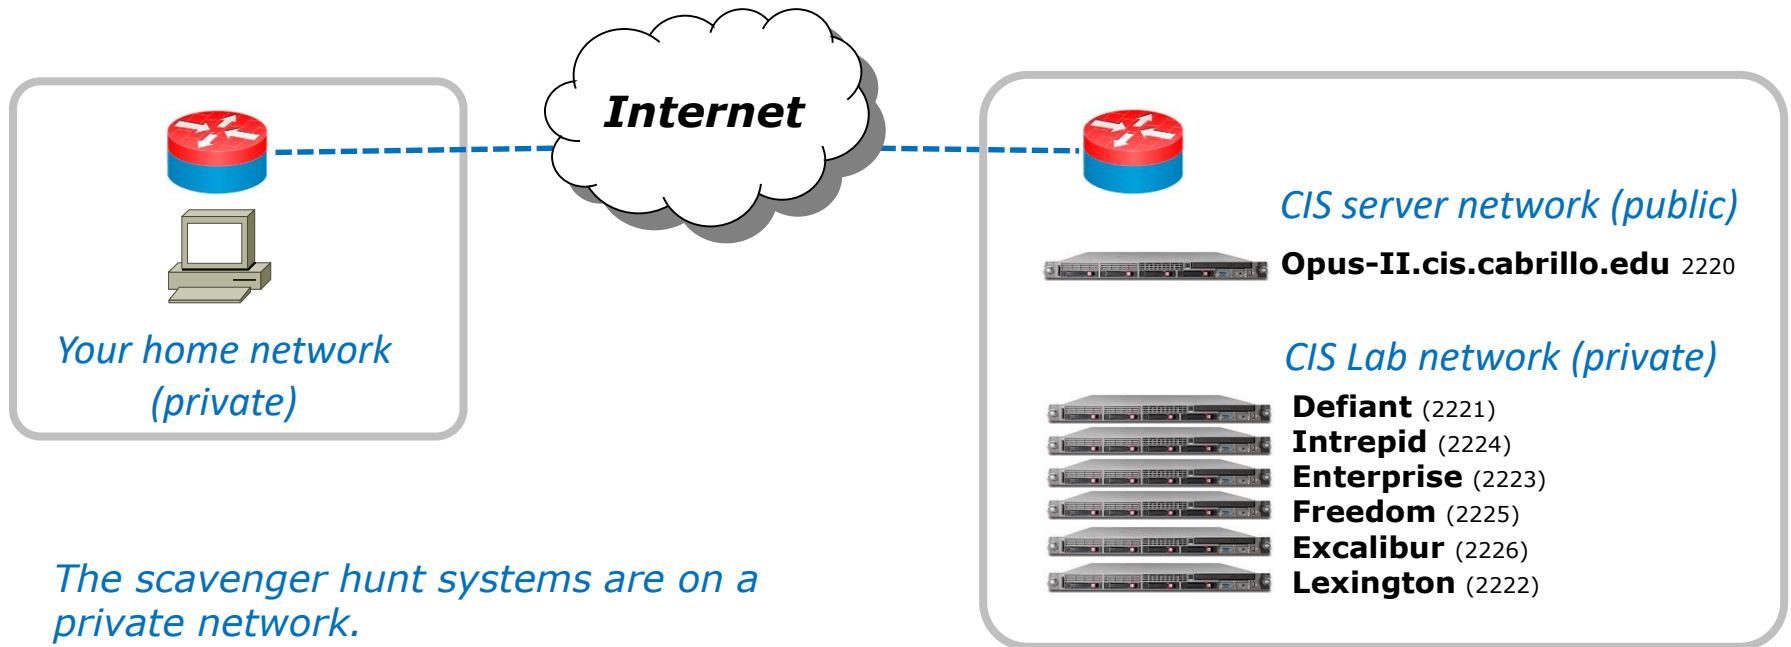 Internet
CIS server network (public)
Opus-II.cis.cabrillo.edu 2220
Your home network
(private)
CIS Lab network (private)
Defiant (2221)
Intrepid (2224)
Enterprise (2223)
Freedom (2225)
Excalibur (2226)
Lexington (2222)
The scavenger hunt systems are on a
private network.